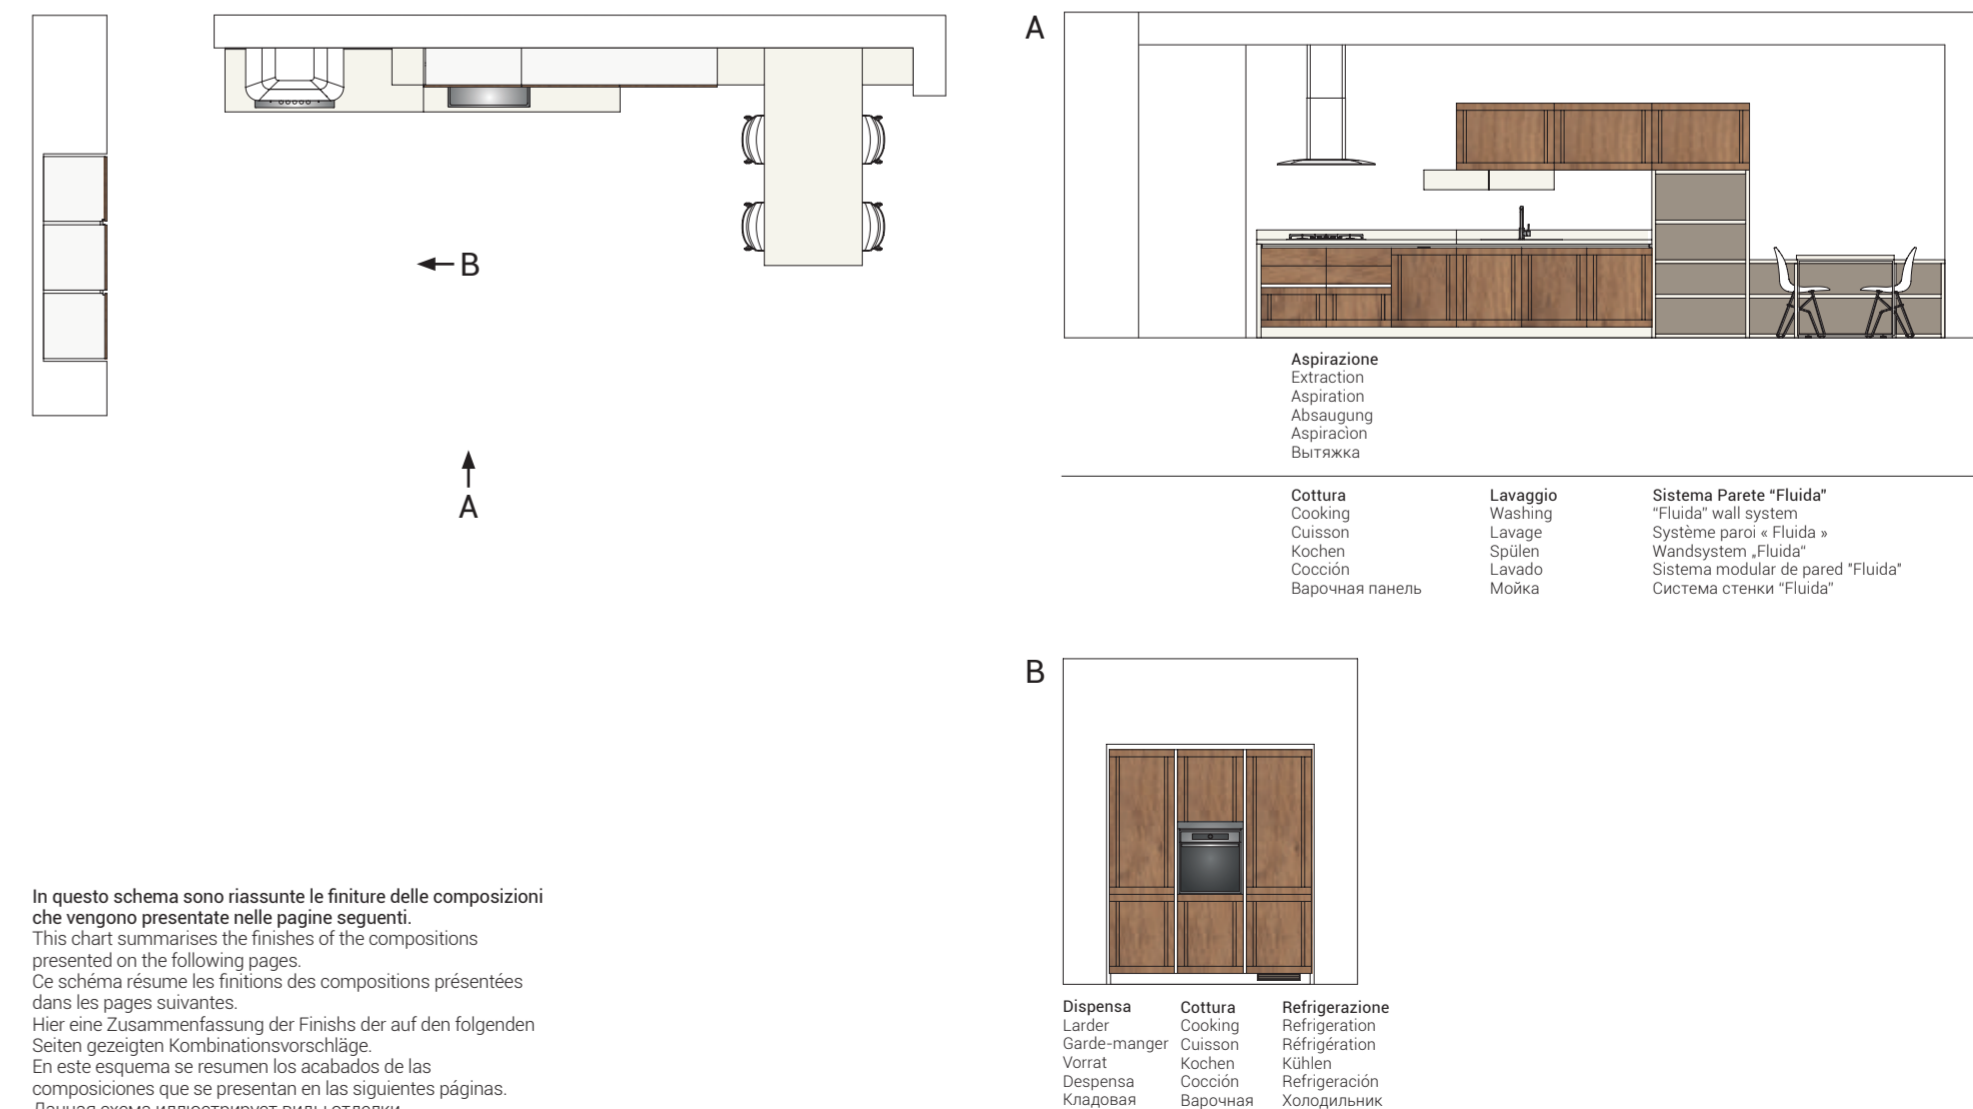 A
B
A
Aspirazione
Extraction
Aspiration
Absaugung
Aspiraciòn
Вытяжка
Cottura
Cooking
Cuisson
Kochen
Cocción
Варочная панель
Lavaggio
Washing
Lavage
Spülen
Lavado
Мойка
Sistema Parete “Fluida”
“Fluida” wall system
Système paroi « Fluida »
Wandsystem „Fluida“
Sistema modular de pared "Fluida"
Система стенки “Fluida”
B
Dispensa
Larder
Garde-manger
Vorrat
Despensa
Кладовая
Cottura
Cooking
Cuisson
Kochen
Cocción
Варочная
Refrigerazione
Refrigeration
Réfrigération
Kühlen
Refrigeración
Холодильник
In questo schema sono riassunte le finiture delle composizioni
che vengono presentate nelle pagine seguenti.
This chart summarises the finishes of the compositions
presented on the following pages.
Ce schéma résume les finitions des compositions présentées
dans les pages suivantes.
Hier eine Zusammenfassung der Finishs der auf den folgenden
Seiten gezeigten Kombinationsvorschläge.
En este esquema se resumen los acabados de las
composiciones que se presentan en las siguientes páginas.
Данная схема иллюстрирует виды отделки